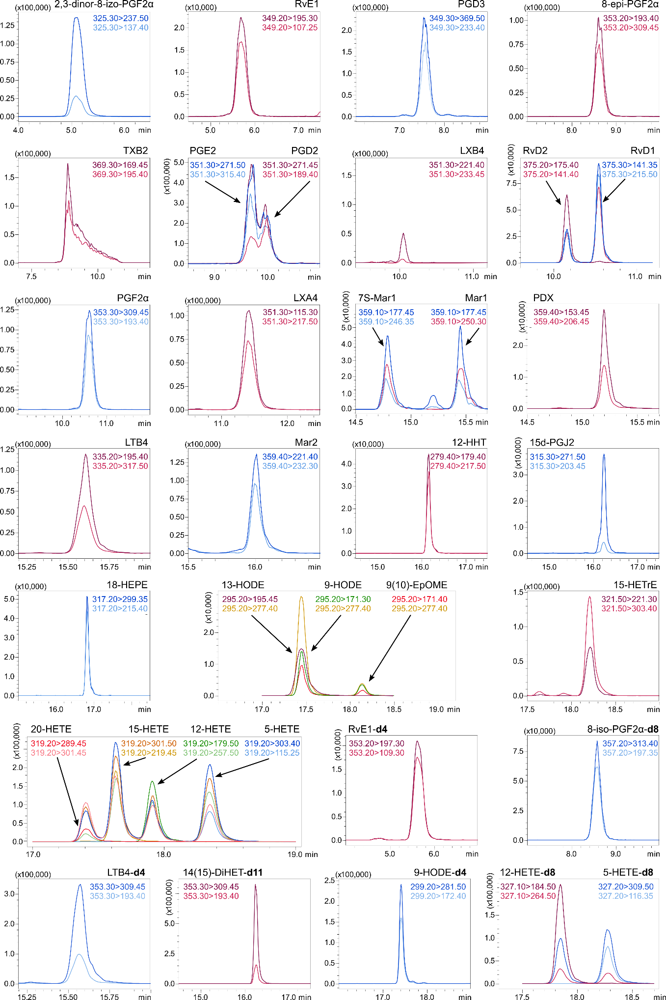 2,3-dinor-8-izo-PGF2α
(x100,000)
325.30>237.50
325.30>137.40
1.25
1.00
0.75
0.50
0.25
0.00
4.0 5.0 6.0 min
RvE1
(x10,000)
349.20>195.30
349.20>107.25
2.0
1.5
1.0
0.5
0.0
5.0 6.0 7.0 min
PGD3
(x100,000)
349.30>369.50
349.30>233.40
2.0
1.5
1.0
0.5
0.0
7.0 8.0 min
8-epi-PGF2α
(x100,000)
353.20>193.40
353.20>309.45
1.00
0.75
0.50
0.25
0.00
8.0 9.0 min
TXB2
(x100,000)
369.30>169.45
369.30>195.40
1.5
1.0
0.5
0.0
7.5 10.0 min
PGE2 PGD2
(x100,000)
351.30>271.50 351.30>271.45
351.30>315.40 351.30>189.40
5.0
4.0
3.0
2.0
1.0
0.0
9.0 10.0 min
LXB4
(x100,000)
351.30>221.40
351.30>233.45
1.5
1.0
0.5
0.0
10.0 11.0 min
RvD2 RvD1
(x10,000)
375.20>175.40 375.30>141.35
375.20>141.40 375.30>215.50
7.5
5.0
2.5
0.0
10.0 11.0 min
PGF2α
(x100,000)
353.30>309.45
353.30>193.40
1.25
1.00
0.75
0.50
0.25
0.00
10.0 11.0 min
LXA4
(x100,000)
351.30>115.30
351.30>217.50
1.00
0.75
0.50
0.25
0.00
11.0 12.0 min
7S-Mar1 Mar1
(x10,000)
359.10>177.45 359.10>177.45
359.10>246.35 359.10>250.30
5.0
4.0
3.0
2.0
1.0
0.0
14.5 15.0 15.5 min
PDX
(x10,000)
359.40>153.45
359.40>206.45
2.0
1.0
0.0
14.5 15.0 15.5 min
LTB4
(x100,000)
335.20>195.40
335.20>317.50
1.25
1.00
0.75
0.50
0.25
0.00
15.25 15.50 15.75 min
Mar2
(x100,000)
359.40>221.40
359.40>232.30
1.25
1.00
0.75
0.50
0.25
0.00
15.5 16.0 min
12-HHT
(x10,000)
279.40>179.40
279.40>217.50
4.0
3.0
2.0
1.0
0.0
15.0 16.0 17.0 min
15d-PGJ2
(x10,000)
315.30>271.50
315.30>203.45
3.0
2.0
1.0
0.0
15.0 16.0 17.0 min
18-HEPE
(x10,000)
317.20>299.35
317.20>215.40
5.0
4.0
3.0
2.0
1.0
0.0
16.0 17.0 min
13-HODE 9-HODE 9(10)-EpOME
(x10,000)
295.20>195.45 295.20>171.30 295.20>171.40
295.20>277.40 295.20>277.40 295.20>277.40
2.0
1.0
0.0
17.0 17.5 18.0 18.5 19.0 min
15-HETrE
(x100,000)
321.50>221.30
321.50>303.40
1.5
1.0
0.5
0.0
17.5 18.0 18.5 min
20-HETE 15-HETE 12-HETE 5-HETE
(x100,000)
319.20>289.45 319.20>301.50 319.20>179.50 319.20>303.40
319.20>301.45 319.20>219.45 319.20>257.50 319.20>115.25
2.0
1.5
1.0
0.5
0.0
17.0 18.0 19.0 min
RvE1-d4
(x10,000)
353.20>197.30
353.20>109.30
2.0
1.5
1.0
0.5
0.0
5.0 6.0 min
8-iso-PGF2α-d8
(x10,000)
357.20>313.40
357.20>197.35
7.5
5.0
2.5
0.0
8.0 9.0 min
LTB4-d4
(x100,000)
353.30>309.45
353.30>193.40
3.0
2.0
1.0
0.0
15.25 15.50 15.75 min
14(15)-DiHET-d11
(x100,000)
353.30>309.45
353.30>193.40
5.0
2.5
0.0
15.0 16.0 17.0 min
9-HODE-d4
(x100,000)
299.20>281.50
299.20>172.40
2.5
2.0
1.5
1.0
0.5
0.0
17.0 18.0 min
12-HETE-d8 5-HETE-d8
(x100,000)
327.10>184.50 327.20>309.50
327.10>264.50 327.20>116.35
2.0
1.5
1.0
0.5
0.0
17.5 18.0 18.5 min